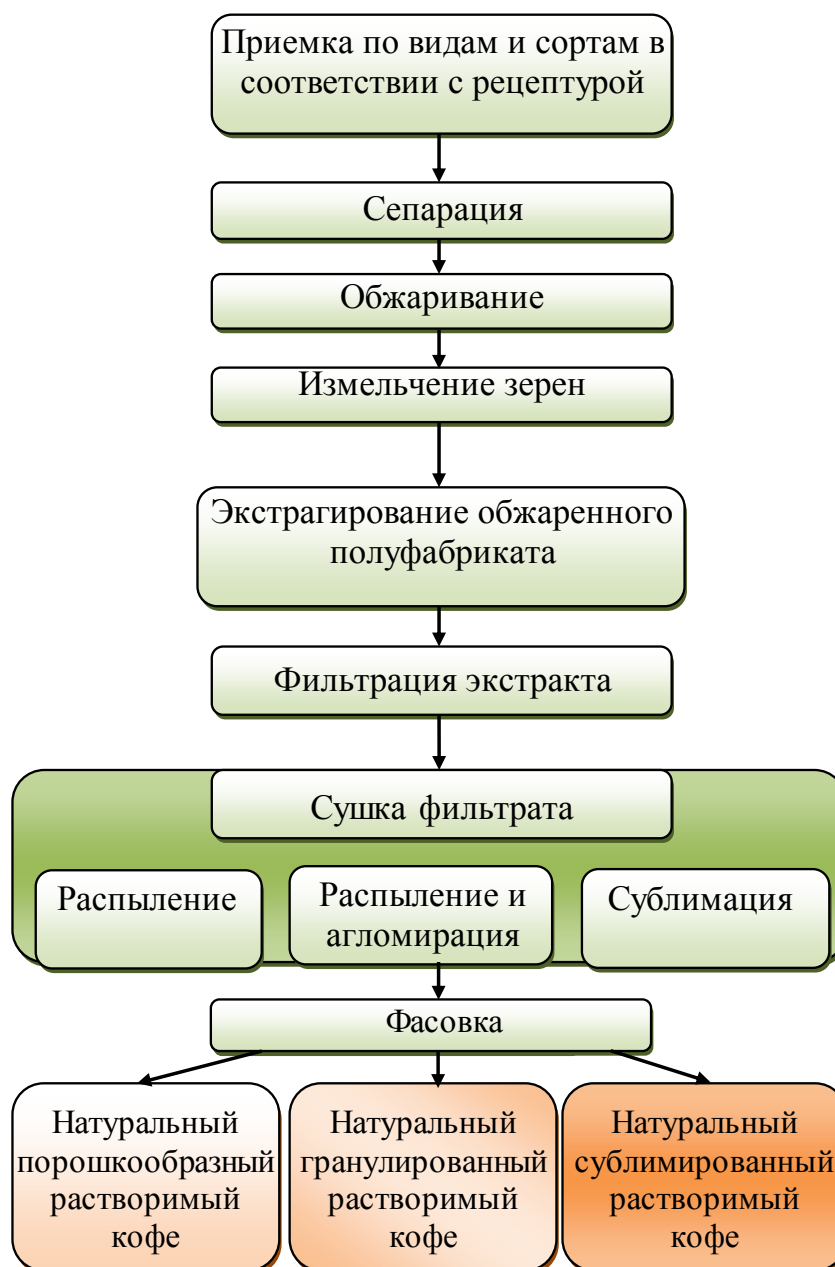 Приемка по видам и сортам в
соответствии с рецептурой
Сепарация
Обжаривание
Измельчение зерен
Экстрагирование обжаренного
полуфабриката
Фильтрация экстракта
Сушка фильтрата
Распыление
Распыление и
агломирация
Сублимация
Фасовка
Натуральный
порошкообразный
растворимый
кофе
Натуральный
гранулированный
растворимый
кофе
Натуральный
сублимированный
растворимый
кофе